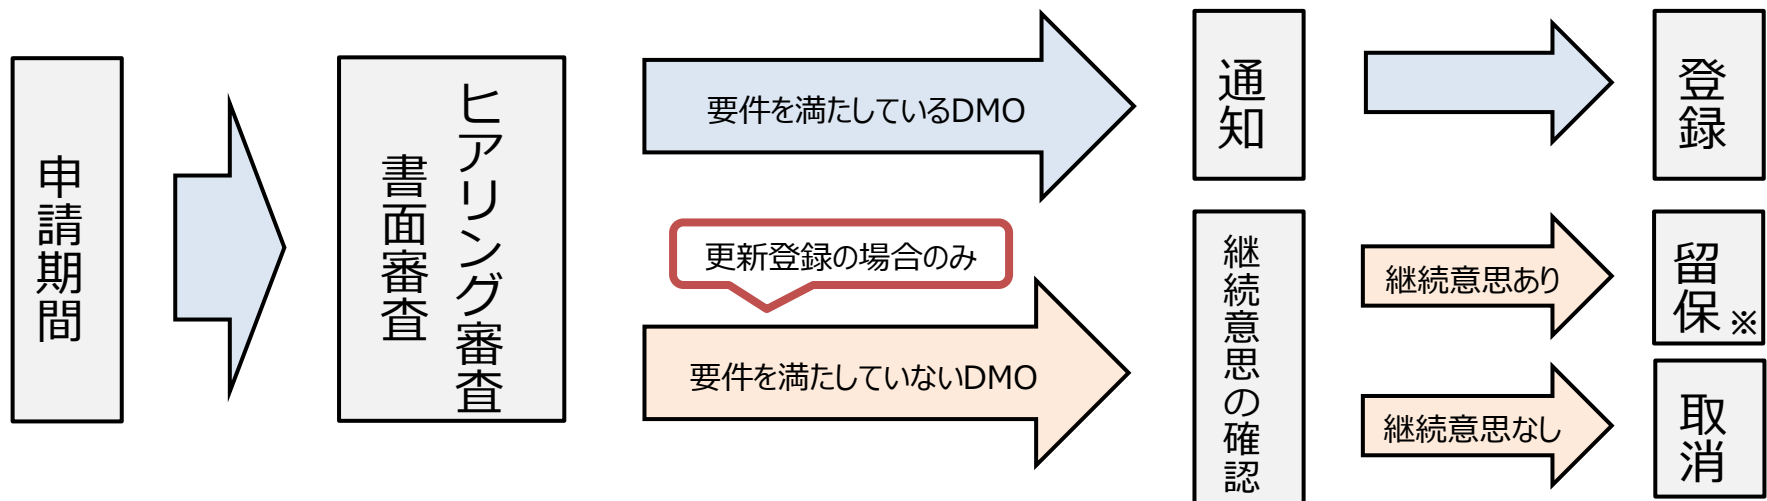 申請期間
ヒアリング審査
書面審査
要件を満たしているDMO
通知
登録
更新登録の場合のみ
要件を満たしていないDMO
継続意思の確認
継続意思あり
留保※
継続意思なし
取消